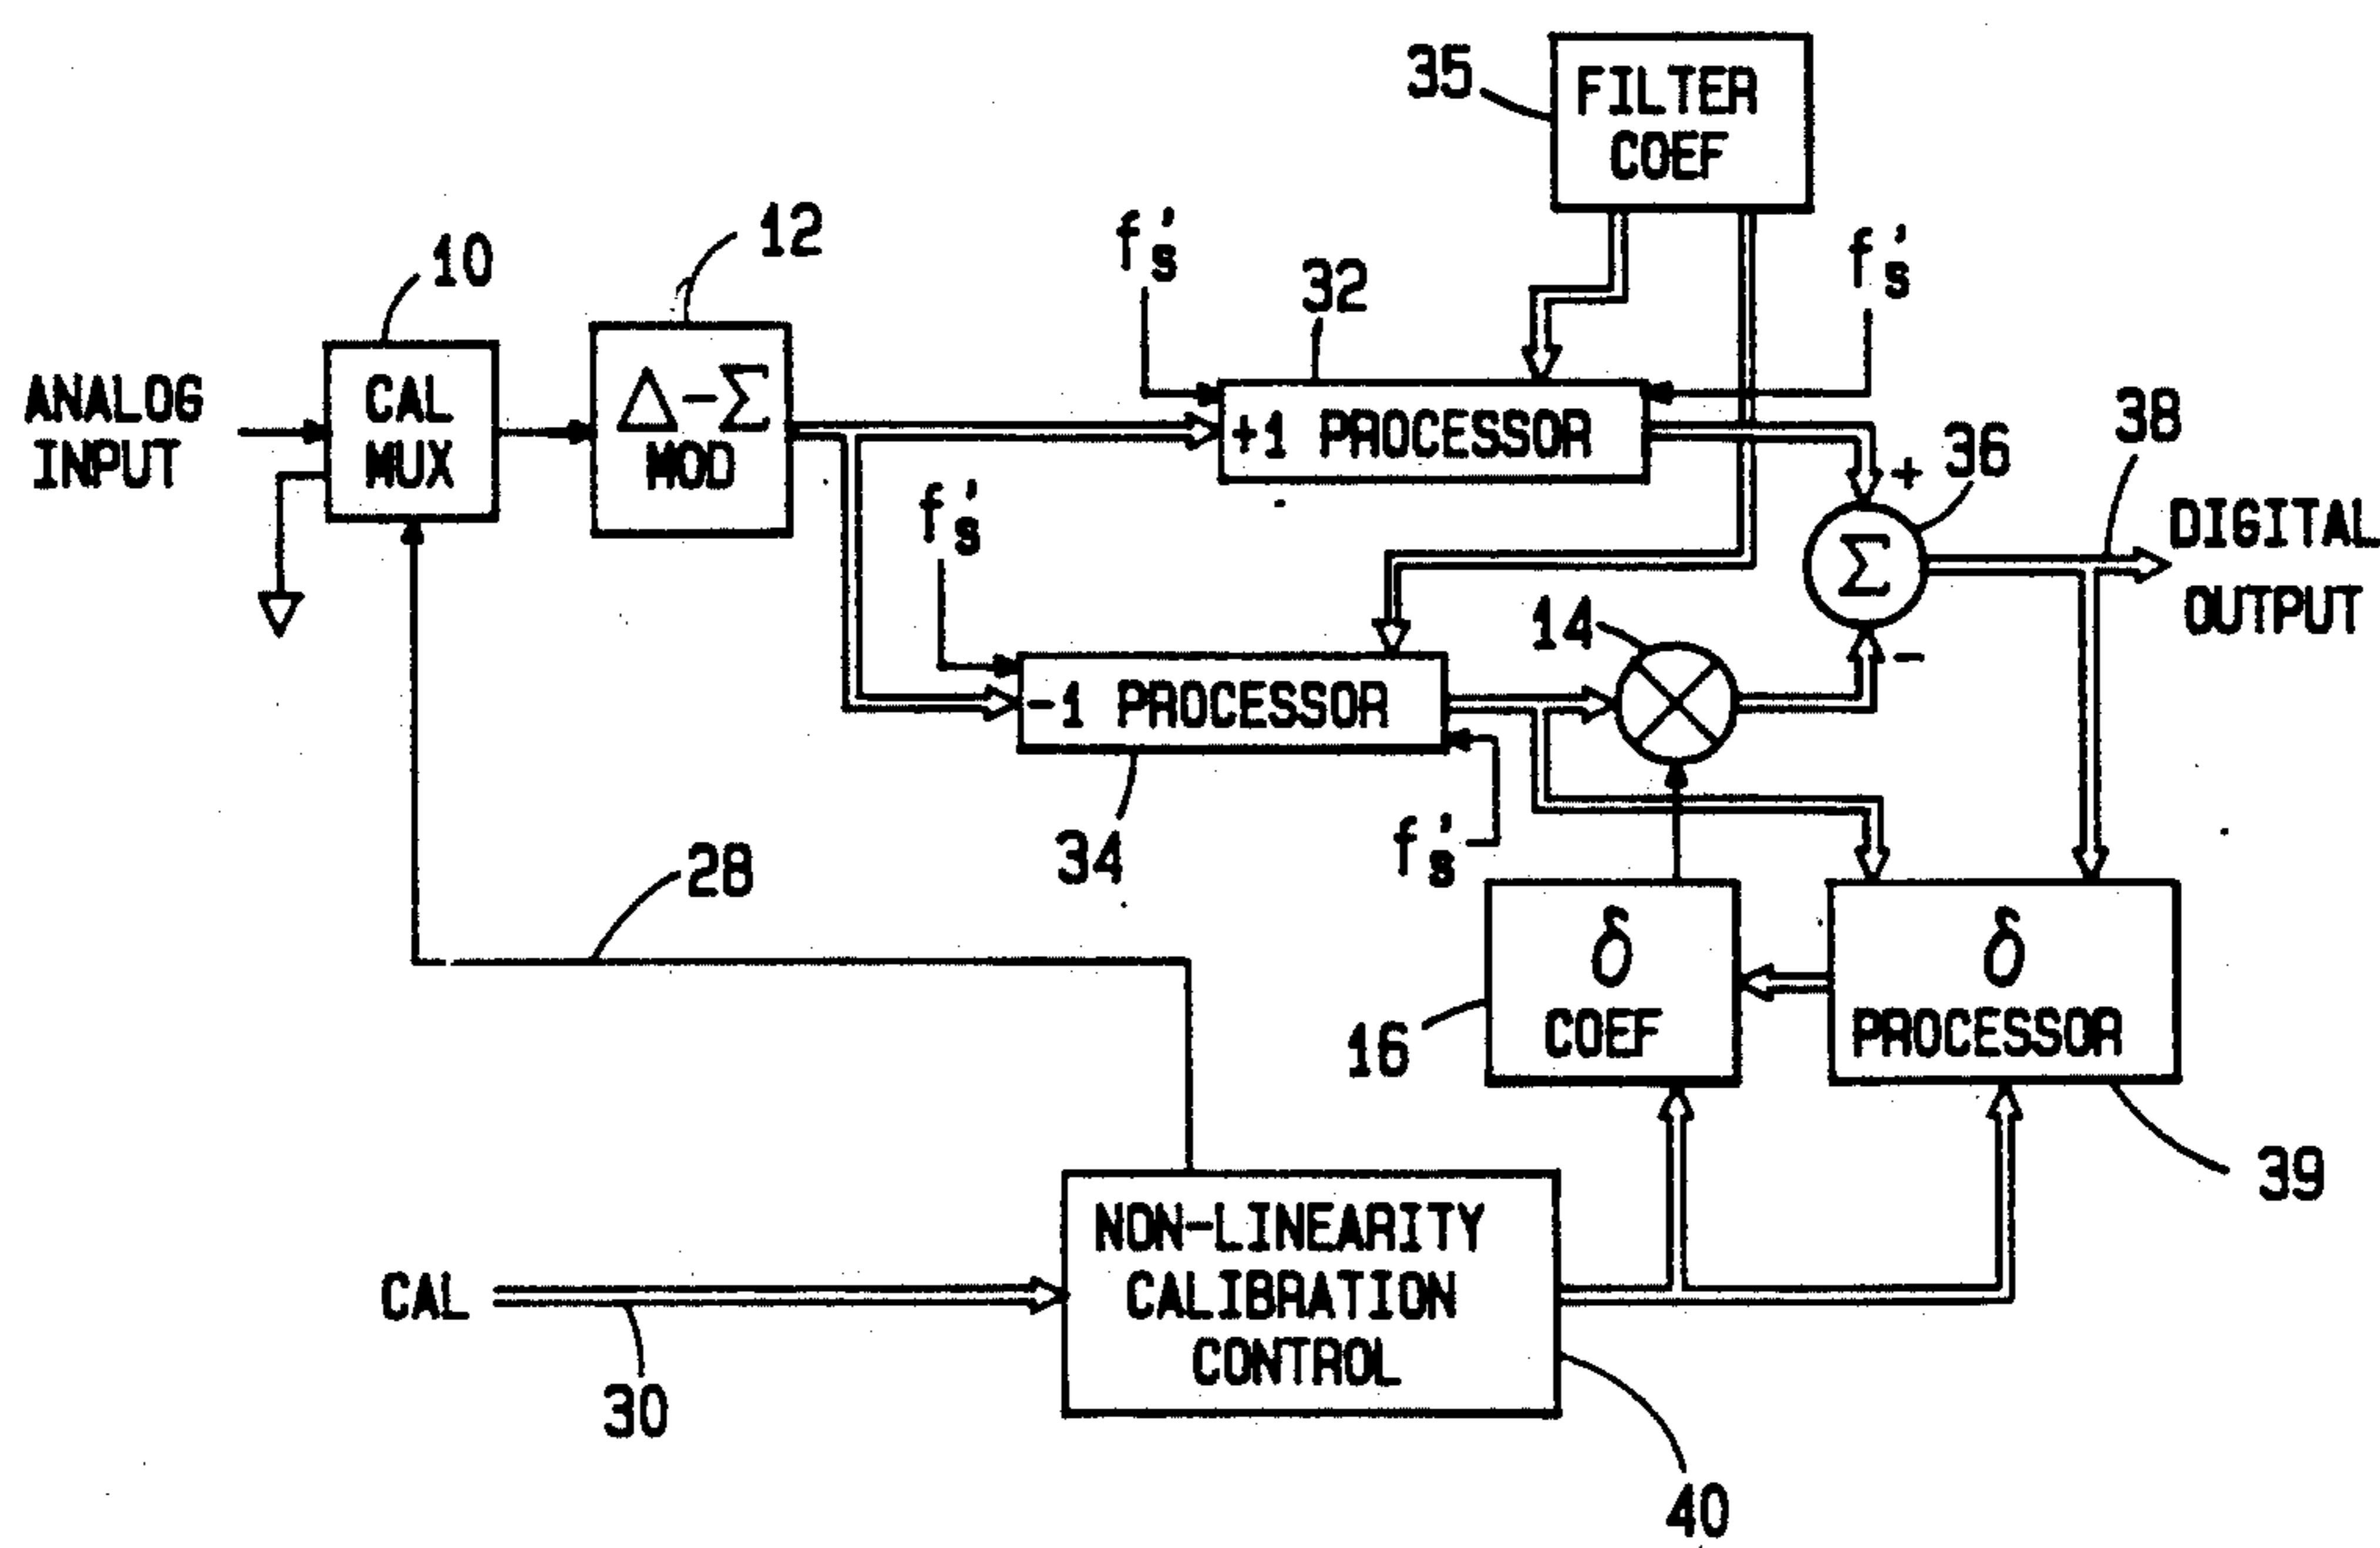 35
FILTER
COEF
12
10
f's
32
f's
ANALOG
INPUT
CAL
MUX
Δ-Σ
MOD
+1 PROCESSOR
38
+
36
f's
Σ
DIGITAL
OUTPUT
14
-
-1 PROCESSOR
34
f's
28
δ
COEF
16
δ
PROCESSOR
39
NON-LINEARITY
CALIBRATION
CONTROL
CAL
30
40